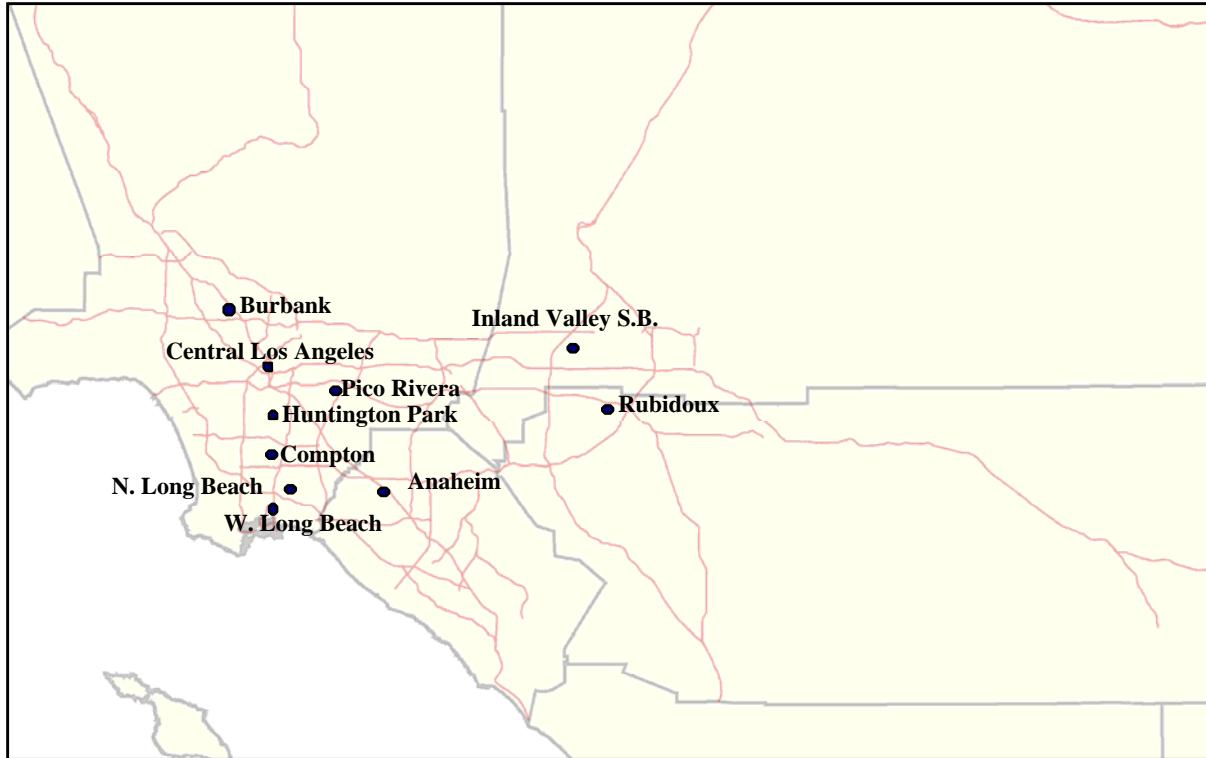 Burbank
Inland Valley S.B.
Central Los Angeles
Pico Rivera
Rubidoux
Huntington Park
Compton
Anaheim
N. Long Beach
W. Long Beach